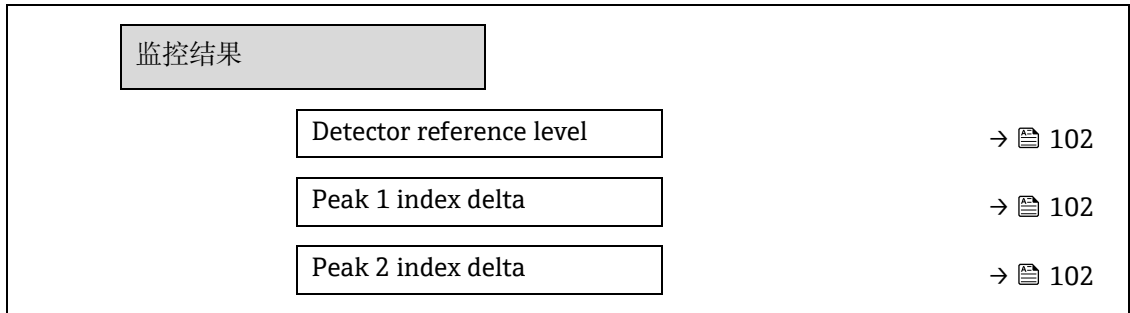 监控结果
Detector reference level → 102
Peak 1 index delta → 102
Peak 2 index delta → 102